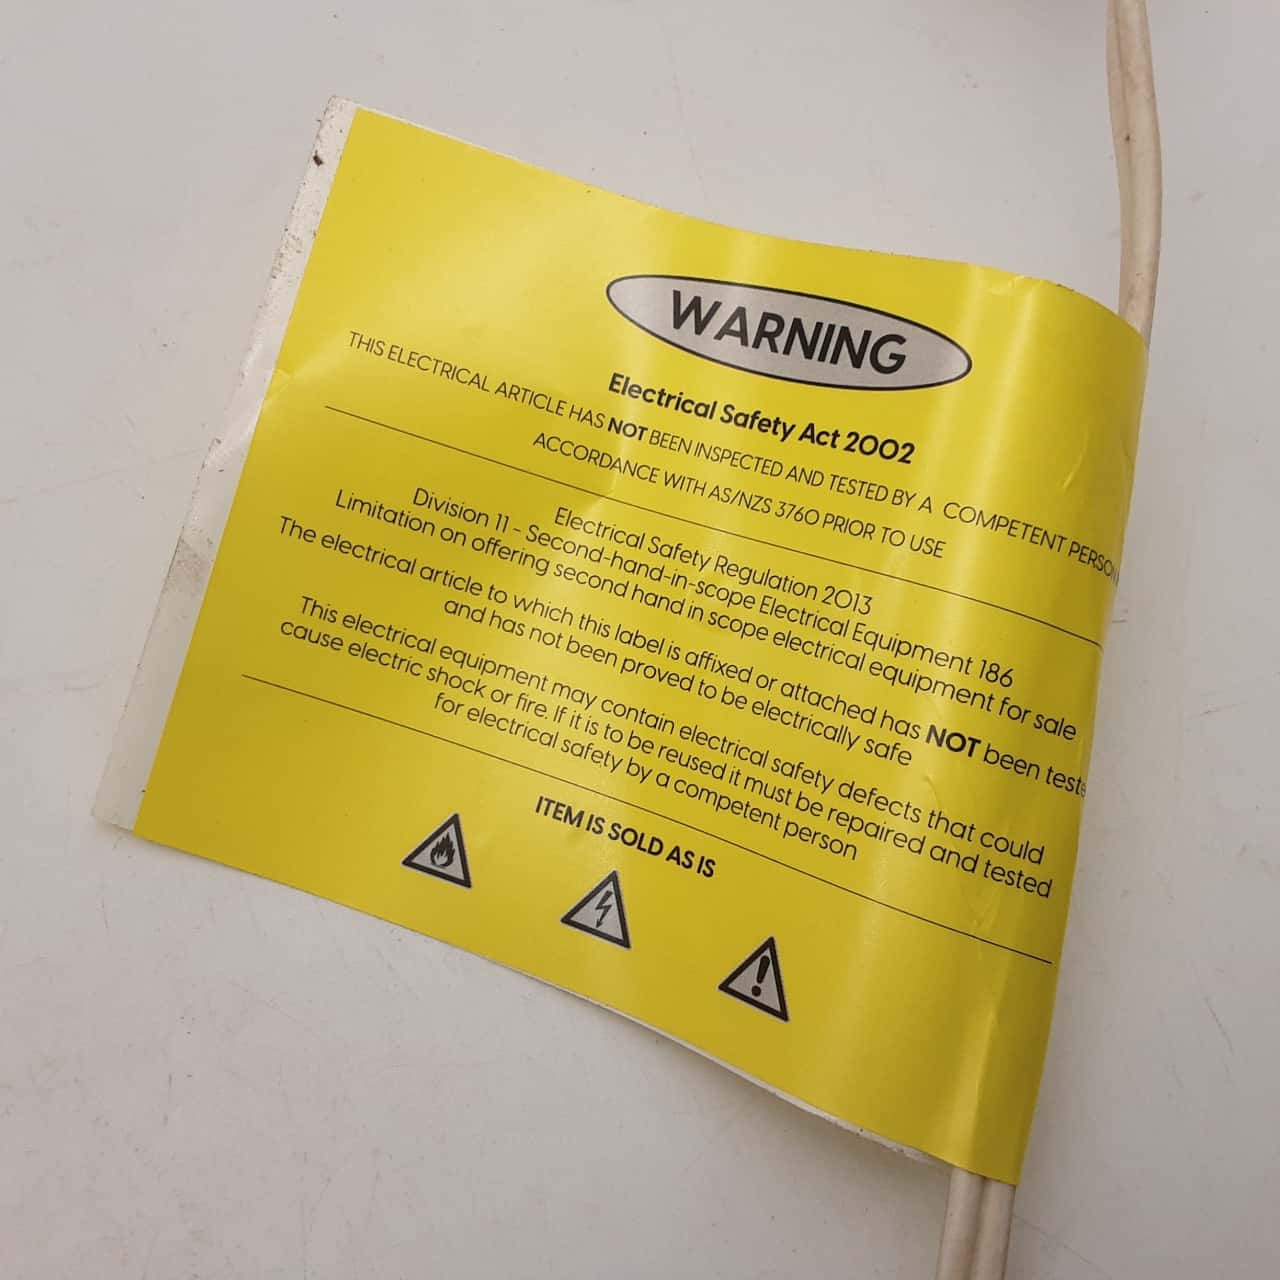 WARNING
Electrical Safety Act 2002
THIS ELECTRICAL ARTICLE HAS NOT BEEN INSPECTED AND TESTED BY A COMPETENT PERSON
ACCORDANCE WITH AS/NZS 3760 PRIOR TO USE
Electrical Safety Regulation 2013
Division 11 - Second-hand-in-scope Electrical Equipment 186
Limitation on offering second hand in scope electrical equipment for sale
The electrical article to which this label is affixed or attached has NOT been teste
and has not been proved to be electrically safe
This electrical equipment may contain electrical safety defects that could
cause electric shock or fire. If it is to be reused it must be repaired and tested
for electrical safety by a competent person
ITEM IS SOLD AS IS